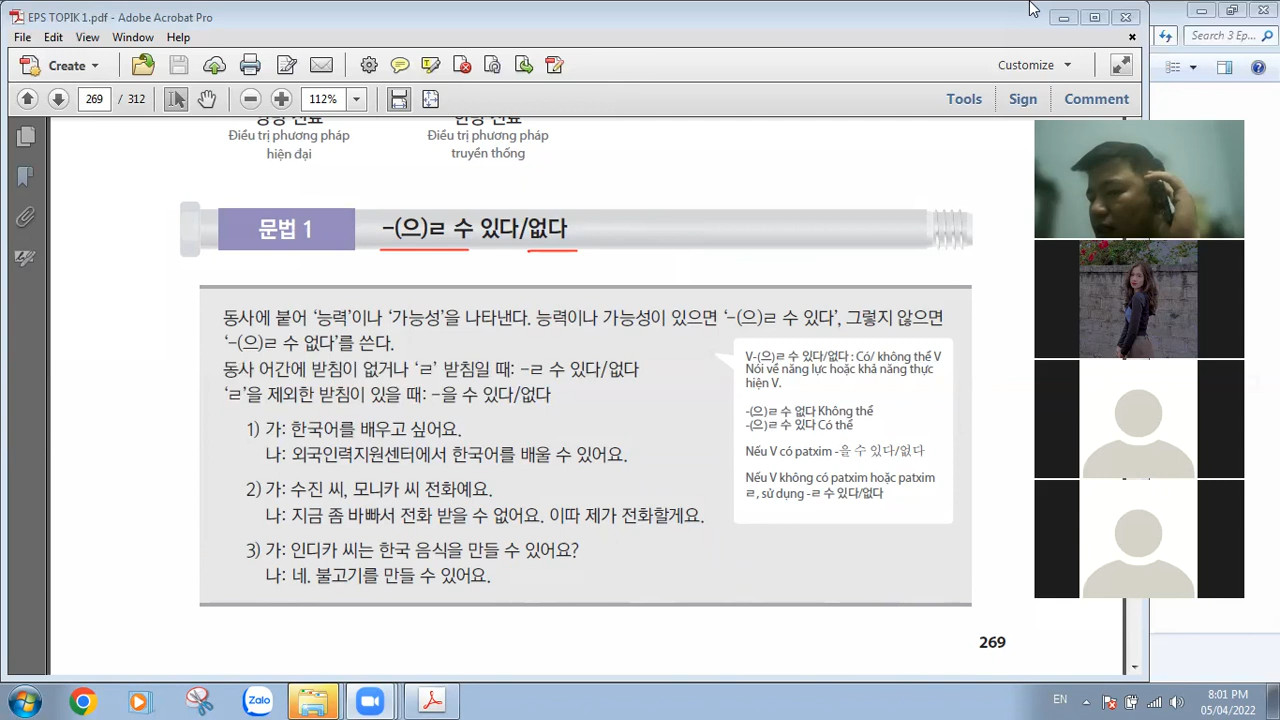 EPS TOPIK 1.pdf - Adobe Acrobat Pro
File Edit View Window Help
Search 3 Ep...
Create
Customize
269 / 312
112%
Tools Sign Comment
Điều trị phương pháp
hiện đại
Điều trị phương pháp
truyền thống
문법 1
-(으)ㄹ 수 있다/없다
동사에 붙어 ‘능력’이나 ‘가능성’을 나타낸다. 능력이나 가능성이 있으면 ‘-(으)ㄹ 수 있다’, 그렇지 않으면
‘-(으)ㄹ 수 없다’를 쓴다.
동사 어간에 받침이 없거나 ‘ㄹ’ 받침일 때: -ㄹ 수 있다/없다
‘ㄹ’을 제외한 받침이 있을 때: -을 수 있다/없다
1) 가: 한국어를 배우고 싶어요.
나: 외국인력지원센터에서 한국어를 배울 수 있어요.
2) 가: 수진 씨, 모니카 씨 전화예요.
나: 지금 좀 바빠서 전화 받을 수 없어요. 이따 제가 전화할게요.
3) 가: 인디카 씨는 한국 음식을 만들 수 있어요?
나: 네. 불고기를 만들 수 있어요.
V-(으)ㄹ 수 있다/없다 : Có/ không thể V
Nói về năng lực hoặc khả năng thực
hiện V.
-(으)ㄹ 수 없다 Không thể
-(으)ㄹ 수 있다 Có thể
Nếu V có patxim -을 수 있다/없다
Nếu V không có patxim hoặc patxim
ㄹ, sử dụng -ㄹ 수 있다/없다
269
Zalo
EN
8:01 PM
05/04/2022